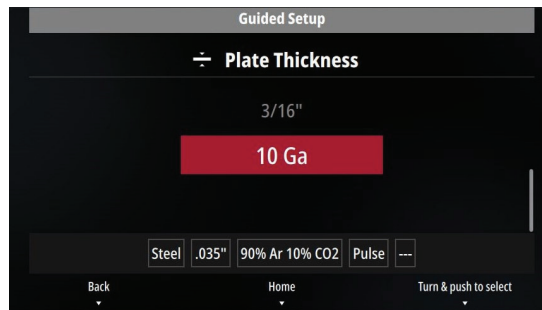 Guided Setup
Plate Thickness
3/16"
10 Ga
Steel .035" 90% Ar 10% CO2 Pulse ---
Back Home Turn & push to select